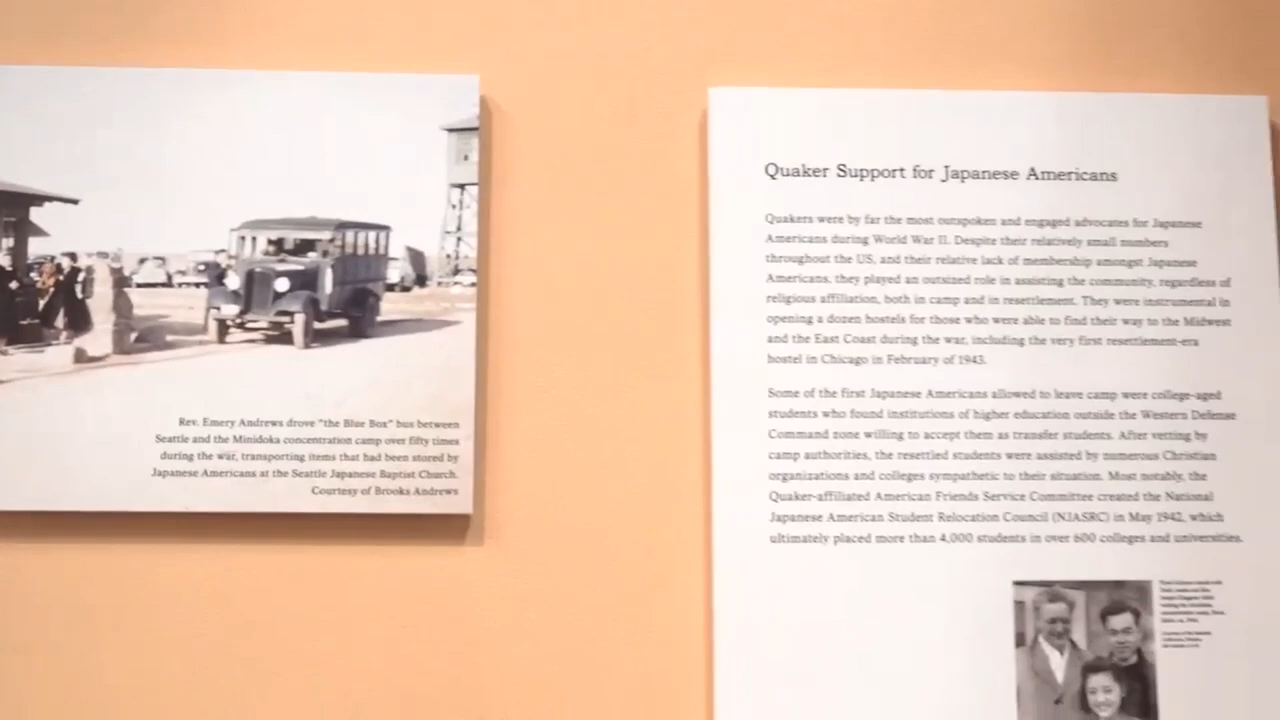 Rev. Emery Andrews drove "the Blue Box" bus between
Seattle and the Minidoka concentration camp over fifty times
during the war, transporting items that had been stored by
Japanese Americans at the Seattle Japanese Baptist Church.
Courtesy of Brooks Andrews
Quaker Support for Japanese Americans
Quakers were by far the most outspoken and engaged advocates for Japanese
Americans during World War II. Despite their relatively small numbers
throughout the US, and their relative lack of membership amongst Japanese
Americans, they played an outsized role in assisting the community, regardless of
religious affiliation, both in camp and in resettlement. They were instrumental in
opening a dozen hostels for those who were able to find their way to the Midwest
and the East Coast during the war, including the very first resettlement-era
hostel in Chicago in February of 1943.
Some of the first Japanese Americans allowed to leave camp were college-aged
students who found institutions of higher education outside the Western Defense
Command zone willing to accept them as transfer students. After vetting by
camp authorities, the resettled students were assisted by numerous Christian
organizations and colleges sympathetic to their situation. Most notably, the
Quaker-affiliated American Friends Service Committee created the National
Japanese American Student Relocation Council (NJASRC) in May 1942, which
ultimately placed more than 4,000 students in over 600 colleges and universities.